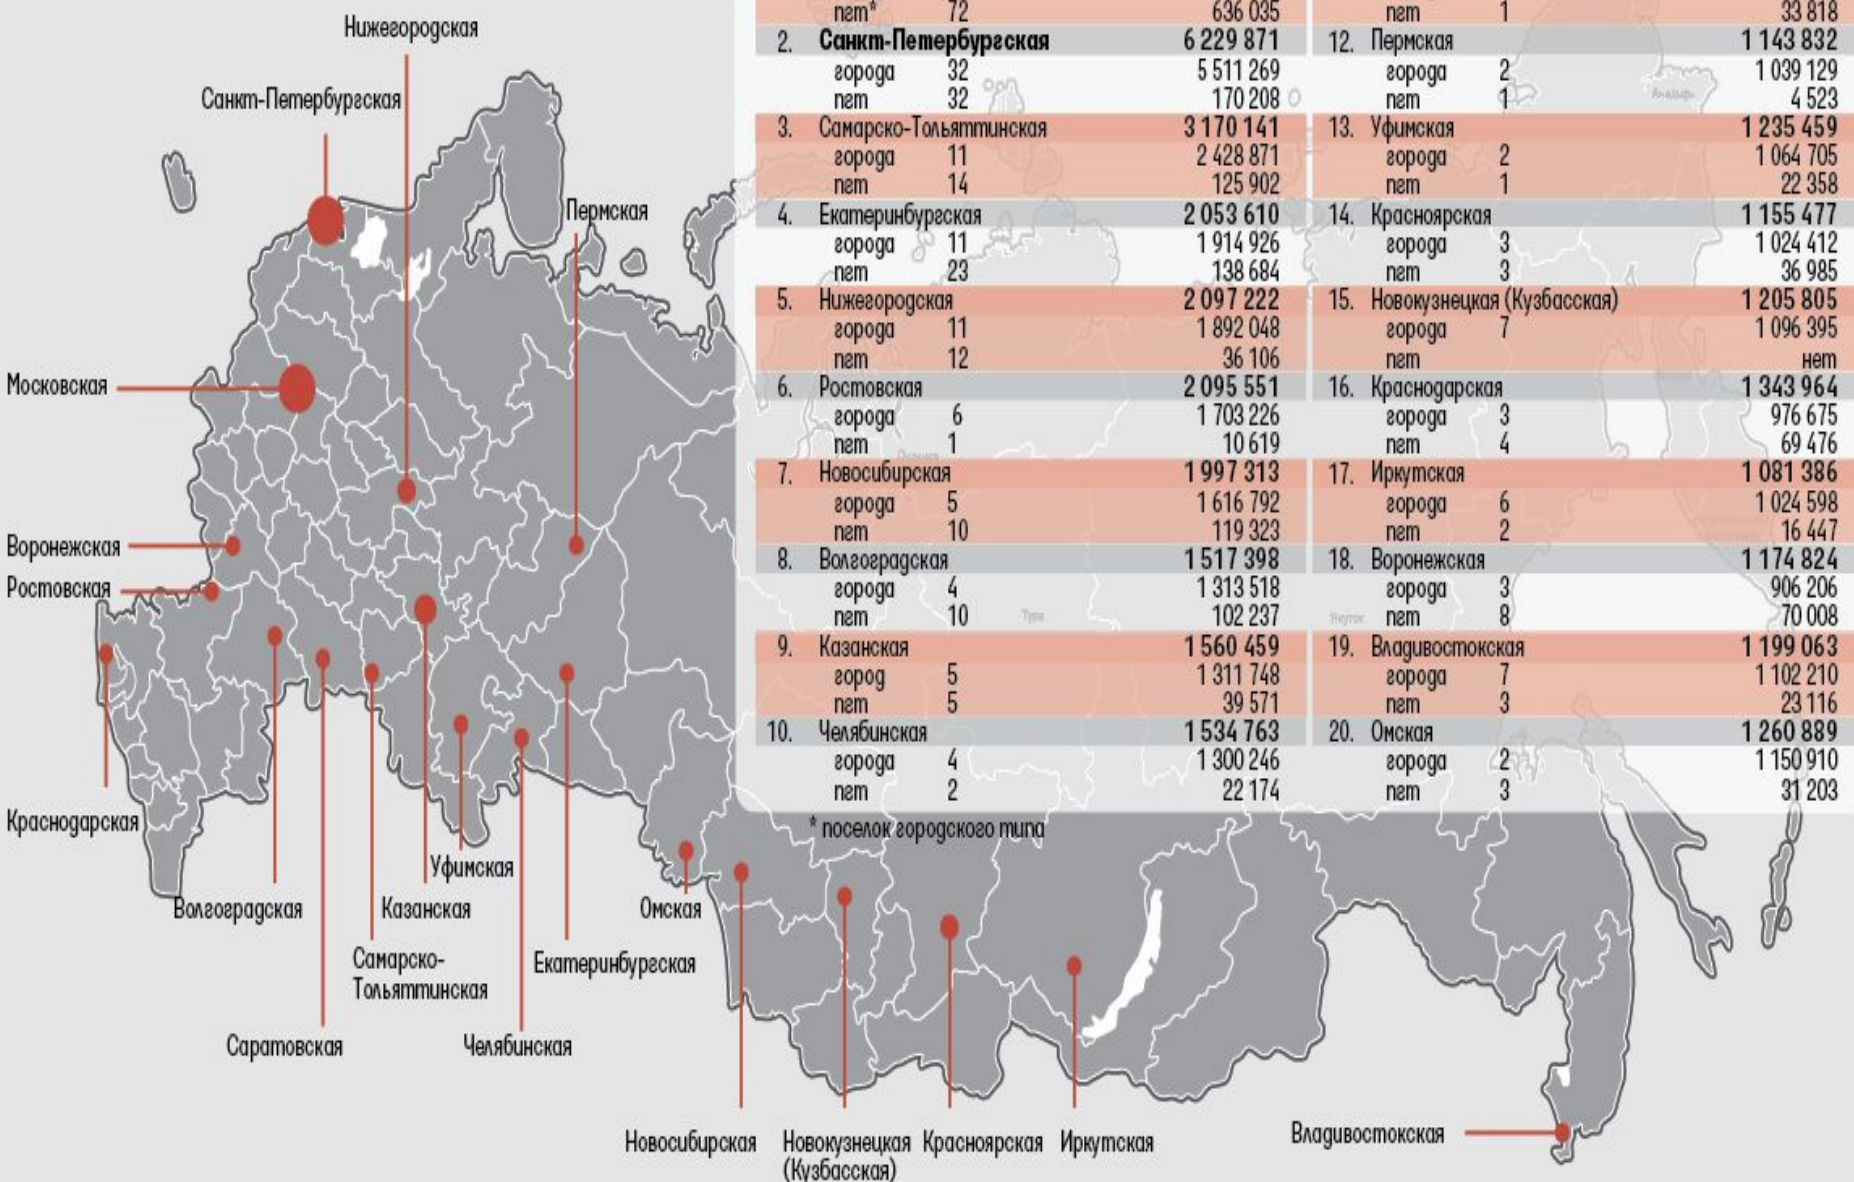 Нижегородская
Санкт-Петербургская
Пермская
Московская
Воронежская
Ростовская
Краснодарская
Волгоградская
Уфимская
Казанская
Самарско-
Тольяттинская
Екатеринбургская
Саратовская
Челябинская
Омская
Новосибирская
Новокузнецкая
(Кузбасская)
Красноярская
Иркутская
Владивостокская
пгт* 72 636 035
2. Санкт-Петербургская 6 229 871
города 32 5 511 269
пгт 32 170 208
3. Самарско-Тольяттинская 3 170 141
города 11 2 428 871
пгт 14 125 902
4. Екатеринбургская 2 053 610
города 11 1 914 926
пгт 23 138 684
5. Нижегородская 2 097 222
города 11 1 892 048
пгт 12 36 106
6. Ростовская 2 095 551
города 6 1 703 226
пгт 1 10 619
7. Новосибирская 1 997 313
города 5 1 616 792
пгт 10 119 323
8. Волгоградская 1 517 398
города 4 1 313 518
пгт 10 102 237
9. Казанская 1 560 459
город 5 1 311 748
пгт 5 39 571
10. Челябинская 1 534 763
города 4 1 300 246
пгт 2 22 174
* поселок городского типа
пгт 1 33 818
12. Пермская 1 143 832
города 2 1 039 129
пгт 1 4 523
13. Уфимская 1 235 459
города 2 1 064 705
пгт 1 22 358
14. Красноярская 1 155 477
города 3 1 024 412
пгт 3 36 985
15. Новокузнецкая (Кузбасская) 1 205 805
города 7 1 096 395
пгт нет
16. Краснодарская 1 343 964
города 3 976 675
пгт 4 69 476
17. Иркутская 1 081 386
города 6 1 024 598
пгт 2 16 447
18. Воронежская 1 174 824
города 3 906 206
пгт 8 70 008
19. Владивостокская 1 199 063
города 7 1 102 210
пгт 3 23 116
20. Омская 1 260 889
города 2 1 150 910
пгт 3 31 203
Анадырь
Тура
Якутск